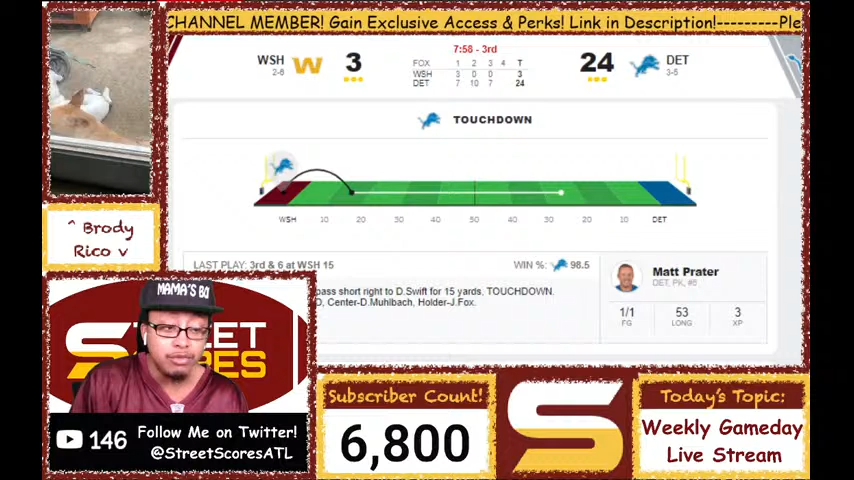 CHANNEL MEMBER! Gain Exclusive Access & Perks! Link in Description!---------Ple
7:58 - 3rd
WSH
2-6
W
3
FOX 1 2 3 4 T
WSH 3 0 0 3
DET 7 10 7 24
24
DET
3-5
TOUCHDOWN
WSH 10 20 30 40 50 40 30 20 10 DET
LAST PLAY: 3rd & 6 at WSH 15
WIN %: 98.5
pass short right to D.Swift for 15 yards, TOUCHDOWN.
Center-D.Muhlbach, Holder-J.Fox.
Matt Prater
DET, PK, #5
1/1 53 3
FG LONG XP
^ Brody
Rico v
MAMA'S BO
STREET
SCORES
146
Follow Me on Twitter!
@StreetScoresATL
Subscriber Count!
6,800
S
Today's Topic:
Weekly Gameday
Live Stream